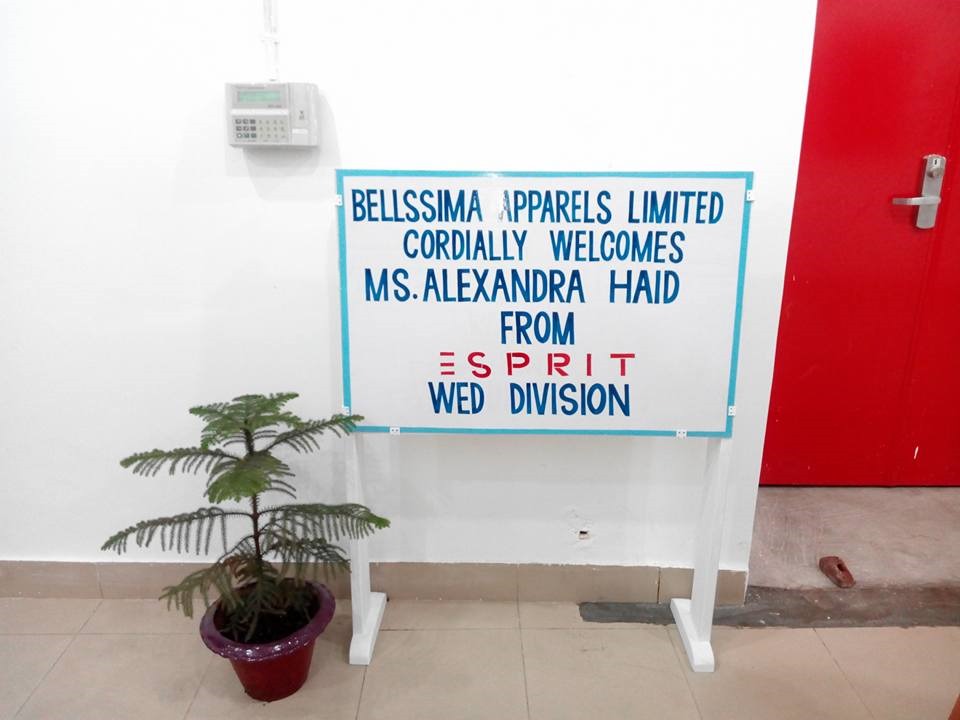 BELLSSIMA APPARELS LIMITED
CORDIALLY WELCOMES
MS. ALEXANDRA HAID
FROM
ESPRIT
WED DIVISION